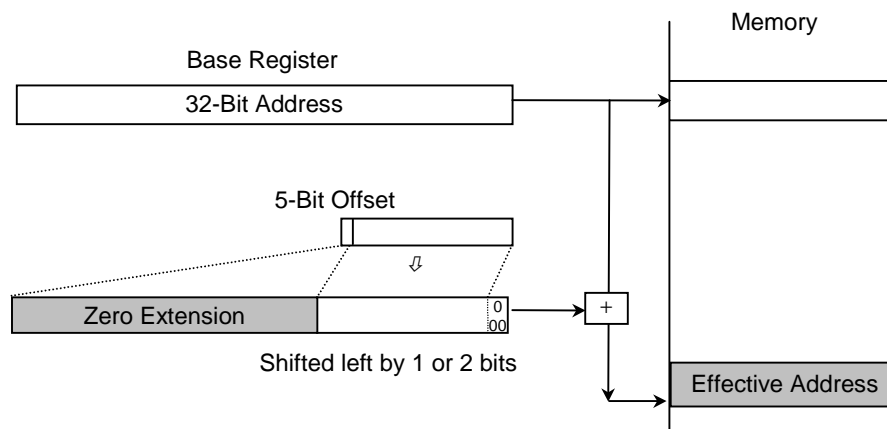 Memory
Base Register
32-Bit Address
5-Bit Offset
Zero Extension
0
00
+
Shifted left by 1 or 2 bits
Effective Address